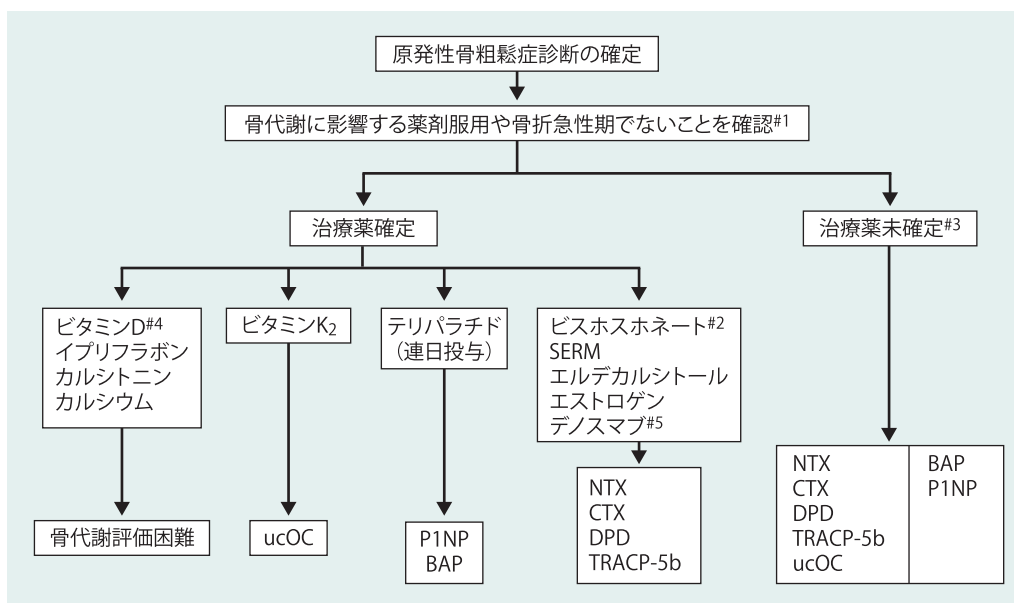 原発性骨粗鬆症診断の確定
骨代謝に影響する薬剤服用や骨折急性期でないことを確認#1
治療薬確定
治療薬未確定#3
ビタミンD#4
イプリフラボン
カルシトニン
カルシウム
ビタミンK2
テリパラチド
（連日投与）
ビスホスホネート#2
SERM
エルデカルシトール
エストロゲン
デノスマブ#5
骨代謝評価困難
ucOC
P1NP
BAP
NTX
CTX
DPD
TRACP-5b
NTX
CTX
DPD
TRACP-5b
ucOC
BAP
P1NP